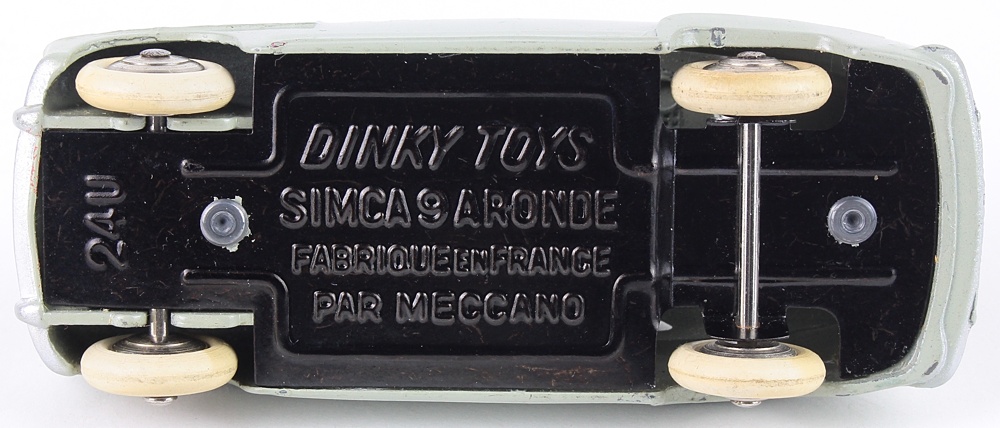 DINKY TOYS
SIMCA 9 ARONDE
FABRIQUE EN FRANCE
PAR MECCANO
24U